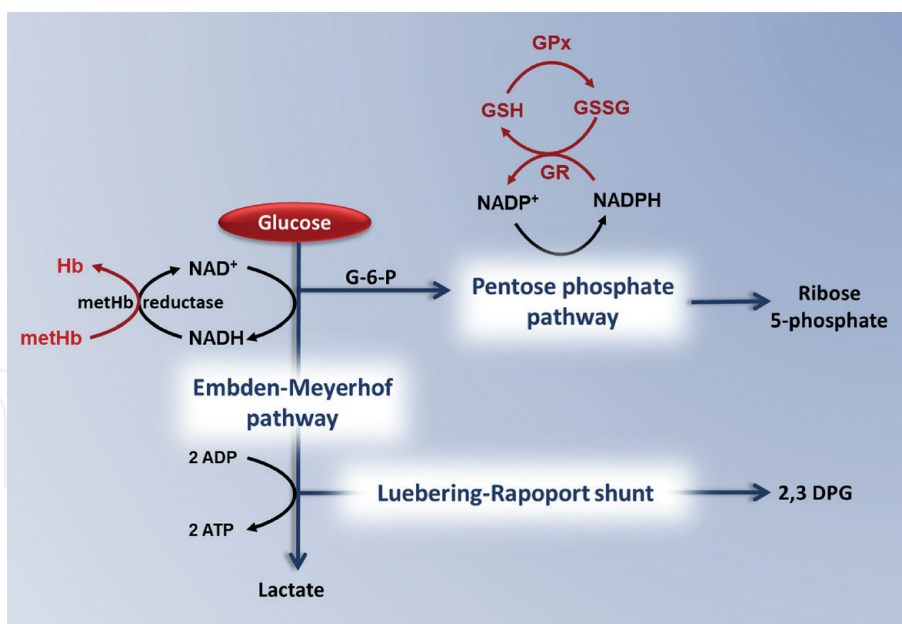 GPx
GSH
GSSG
GR
NADP⁺
NADPH
Glucose
Hb
NAD⁺
G-6-P
metHb reductase
Pentose phosphate
pathway
Ribose
5-phosphate
metHb
NADH
Embden-Meyerhof
pathway
2 ADP
Luebering-Rapoport shunt
2,3 DPG
2 ATP
Lactate